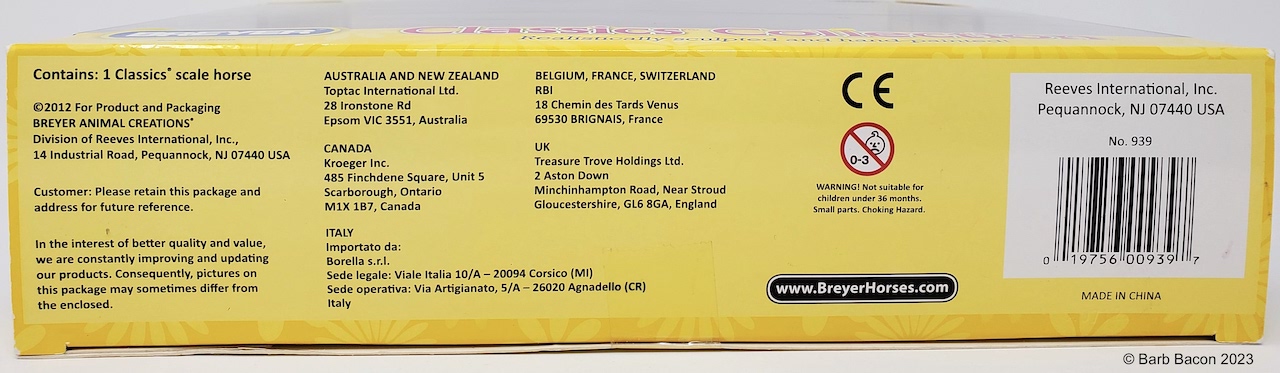 BREYER
Classics Collection
Realistically sculpted and hand-painted
Contains: 1 Classics® scale horse
©2012 For Product and Packaging
BREYER ANIMAL CREATIONS®
Division of Reeves International, Inc.,
14 Industrial Road, Pequannock, NJ 07440 USA
Customer: Please retain this package and
address for future reference.
In the interest of better quality and value,
we are constantly improving and updating
our products. Consequently, pictures on
this package may sometimes differ from
the enclosed.
AUSTRALIA AND NEW ZEALAND
Toptac International Ltd.
28 Ironstone Rd
Epsom VIC 3551, Australia
CANADA
Kroeger Inc.
485 Finchdene Square, Unit 5
Scarborough, Ontario
M1X 1B7, Canada
ITALY
Importato da:
Borella s.r.l.
Sede legale: Viale Italia 10/A – 20094 Corsico (MI)
Sede operativa: Via Artigianato, 5/A – 26020 Agnadello (CR)
Italy
BELGIUM, FRANCE, SWITZERLAND
RBI
18 Chemin des Tards Venus
69530 BRIGNAIS, France
UK
Treasure Trove Holdings Ltd.
2 Aston Down
Minchinhampton Road, Near Stroud
Gloucestershire, GL6 8GA, England
CE
0-3
WARNING! Not suitable for
children under 36 months.
Small parts. Choking Hazard.
www.BreyerHorses.com
Reeves International, Inc.
Pequannock, NJ 07440 USA
No. 939
0 19756 00939 7
MADE IN CHINA
© Barb Bacon 2023